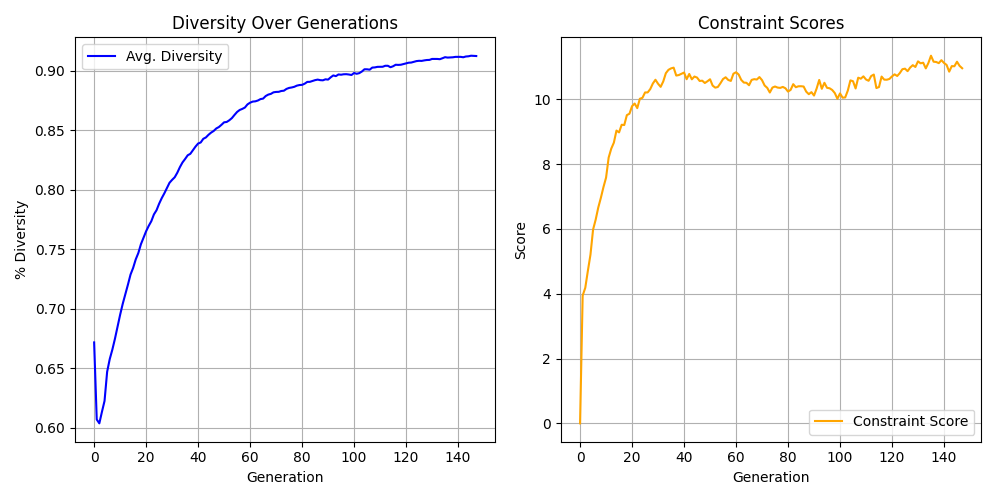 Diversity Over Generations
Avg. Diversity
% Diversity
0.90
0.85
0.80
0.75
0.70
0.65
0.60
0 20 40 60 80 100 120 140
Generation
Constraint Scores
Score
10
8
6
4
2
0
Constraint Score
0 20 40 60 80 100 120 140
Generation